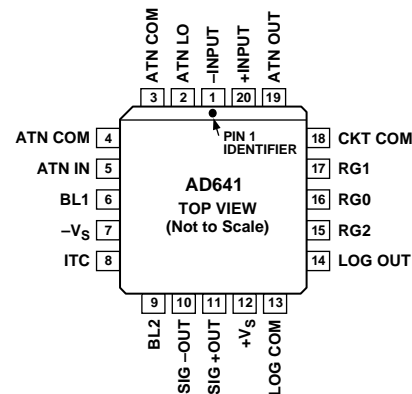 ATN COM
ATN LO
–INPUT
+INPUT
ATN OUT
3 2 1 20 19
PIN 1
IDENTIFIER
ATN COM 4
ATN IN 5
BL1 6
–VS 7
ITC 8
AD641
TOP VIEW
(Not to Scale)
18 CKT COM
17 RG1
16 RG0
15 RG2
14 LOG OUT
9 10 11 12 13
BL2
SIG –OUT
SIG +OUT
+VS
LOG COM